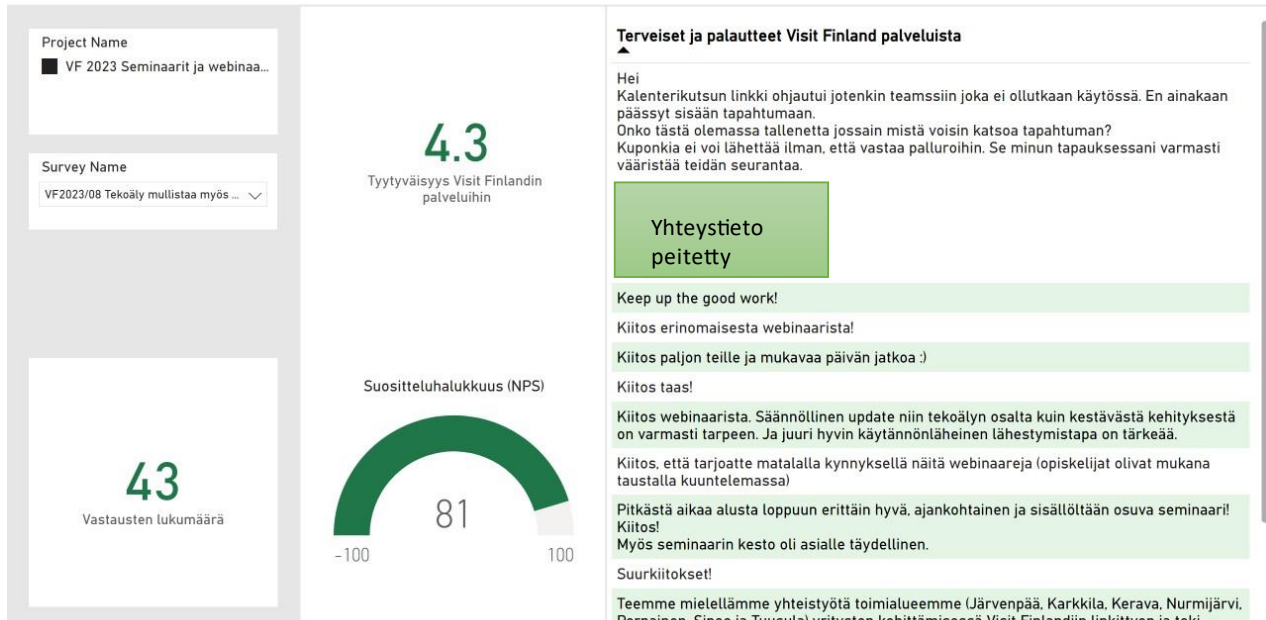 Project Name
VF 2023 Seminaarit ja webinaa...
Survey Name
VF2023/08 Tekoäly mullistaa myös ...
43
Vastausten lukumäärä
4.3
Tyytyväisyys Visit Finlandin
palveluihin
Suositteluhalukkuus (NPS)
81
-100
100
Terveiset ja palautteet Visit Finland palveluista
Hei
Kalenterikutsun linkki ohjautui jotenkin teamssiin joka ei ollutkaan käytössä. En ainakaan
päässyt sisään tapahtumaan.
Onko tästä olemassa tallenetta jossain mistä voisin katsoa tapahtuman?
Kuponkia ei voi lähettää ilman, että vastaa palluroihin. Se minun tapauksessani varmasti
vääristää teidän seurantaa.
Yhteystieto
peitetty
Keep up the good work!
Kiitos erinomaisesta webinaarista!
Kiitos paljon teille ja mukavaa päivän jatkoa :)
Kiitos taas!
Kiitos webinaarista. Säännöllinen update niin tekoälyn osalta kuin kestävästä kehityksestä
on varmasti tarpeen. Ja juuri hyvin käytännönläheinen lähestymistapa on tärkeää.
Kiitos, että tarjoatte matalalla kynnyksellä näitä webinaareja (opiskelijat olivat mukana
taustalla kuuntelemassa)
Pitkästä aikaa alusta loppuun erittäin hyvä, ajankohtainen ja sisällöltään osuva seminaari!
Kiitos!
Myös seminaarin kesto oli asialle täydellinen.
Suurkiitokset!
Teemme mielellämme yhteistyötä toimialueemme (Järvenpää, Karkkila, Kerava, Nurmijärvi,